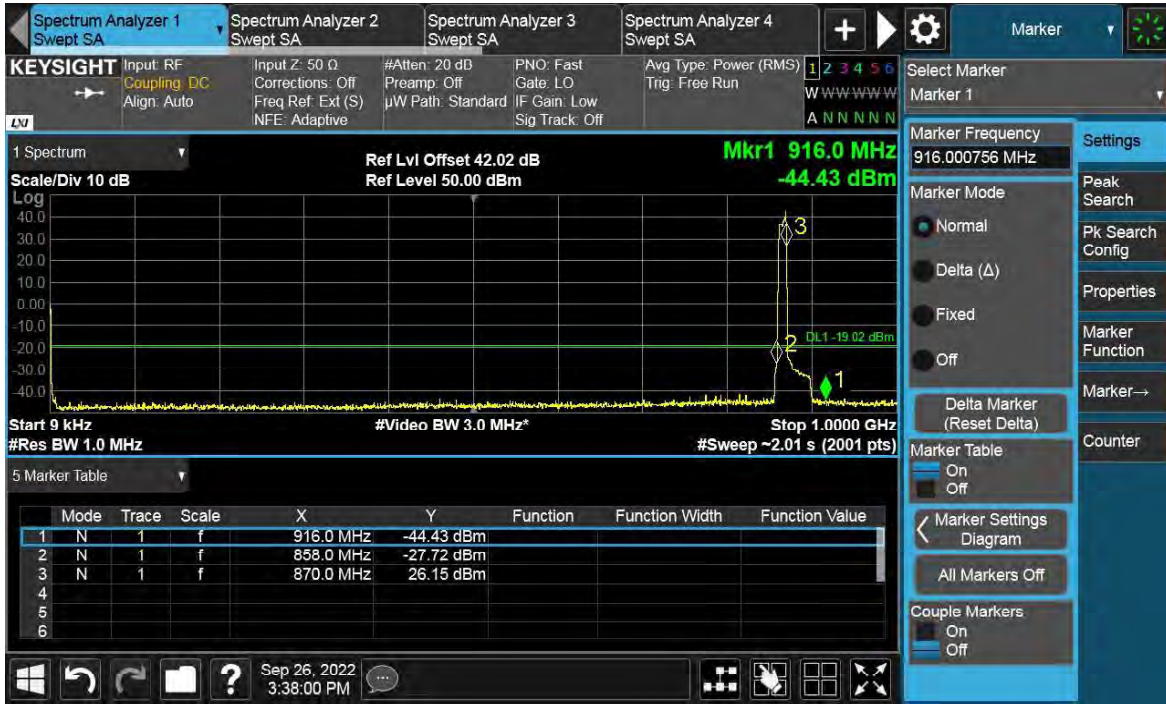 Spectrum Analyzer 1
Swept SA
Spectrum Analyzer 2
Swept SA
Spectrum Analyzer 3
Swept SA
Spectrum Analyzer 4
Swept SA
+
Marker
KEYSIGHT
LXI
Input: RF
Coupling: DC
Align: Auto
Input Z: 50 Ω
Corrections: Off
Freq Ref: Ext (S)
NFE: Adaptive
#Atten: 20 dB
Preamp: Off
µW Path: Standard
PNO: Fast
Gate: LO
IF Gain: Low
Sig Track: Off
Avg Type: Power (RMS)
Trig: Free Run
1 2 3 4 5 6
W W W W W W
A N N N N N
Select Marker
Marker 1
1 Spectrum
Scale/Div 10 dB
Ref Lvl Offset 42.02 dB
Ref Level 50.00 dBm
Mkr1 916.0 MHz
-44.43 dBm
Log
40.0
30.0
20.0
10.0
0.00
-10.0
-20.0
-30.0
-40.0
3
2
DL1 -19.02 dBm
1
Start 9 kHz
#Video BW 3.0 MHz*
Stop 1.0000 GHz
#Res BW 1.0 MHz
#Sweep ~2.01 s (2001 pts)
5 Marker Table
Mode Trace Scale X Y Function Function Width Function Value
1 N 1 f 916.0 MHz -44.43 dBm
2 N 1 f 858.0 MHz -27.72 dBm
3 N 1 f 870.0 MHz 26.15 dBm
4
5
6
Marker Frequency
916.000756 MHz
Marker Mode
Normal
Delta (Δ)
Fixed
Off
Delta Marker
(Reset Delta)
Marker Table
On
Off
Marker Settings
Diagram
All Markers Off
Couple Markers
On
Off
Settings
Peak
Search
Pk Search
Config
Properties
Marker
Function
Marker→
Counter
?
Sep 26, 2022
3:38:00 PM